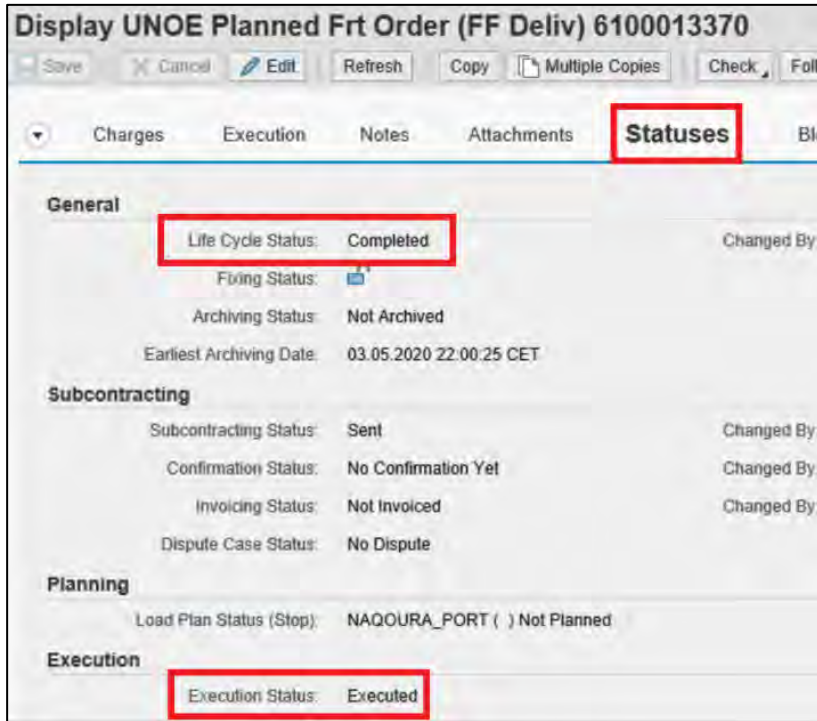 Display UNOE Planned Frt Order (FF Deliv) 6100013370
Save Cancel Edit Refresh Copy Multiple Copies Check Foll
Charges Execution Notes Attachments Statuses Bl
General
Life Cycle Status: Completed Changed By
Fixing Status:
Archiving Status: Not Archived
Earliest Archiving Date: 03.05.2020 22:00:25 CET
Subcontracting
Subcontracting Status: Sent Changed By
Confirmation Status: No Confirmation Yet Changed By
Invoicing Status: Not Invoiced Changed By
Dispute Case Status: No Dispute
Planning
Load Plan Status (Stop): NAQOURA_PORT ( ) Not Planned
Execution
Execution Status: Executed